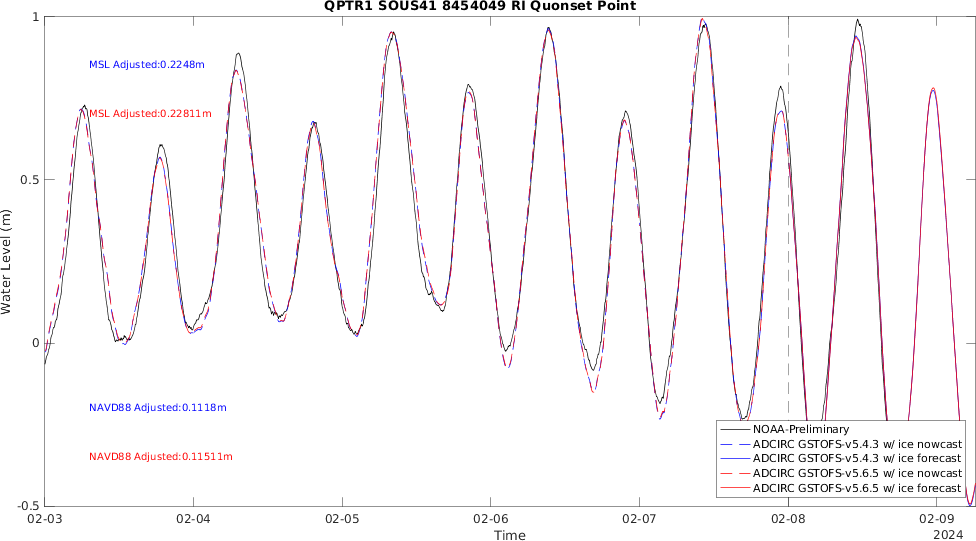 QPTR1 SOUS41 8454049 RI Quonset Point
1
MSL Adjusted:0.2248m
MSL Adjusted:0.22811m
0.5
Water Level (m)
0
NAVD88 Adjusted:0.1118m
NAVD88 Adjusted:0.11511m
-0.5
NOAA-Preliminary
ADCIRC GSTOFS-v5.4.3 w/ ice nowcast
ADCIRC GSTOFS-v5.4.3 w/ ice forecast
ADCIRC GSTOFS-v5.6.5 w/ ice nowcast
ADCIRC GSTOFS-v5.6.5 w/ ice forecast
02-03 02-04 02-05 02-06 02-07 02-08 02-09
Time
2024